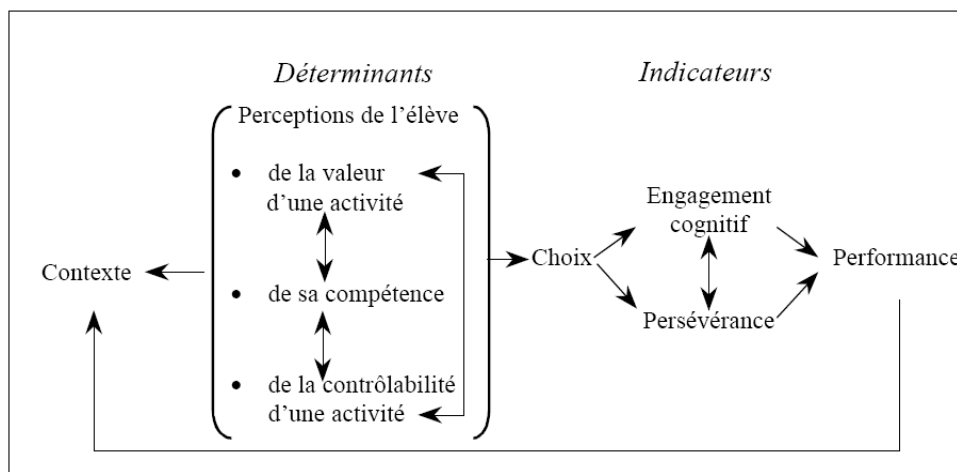 Déterminants
Indicateurs
Perceptions de l’élève
• de la valeur
d’une activité
Engagement
cognitif
Contexte
Choix
Performance
• de sa compétence
Persévérance
• de la contrôlabilité
d’une activité